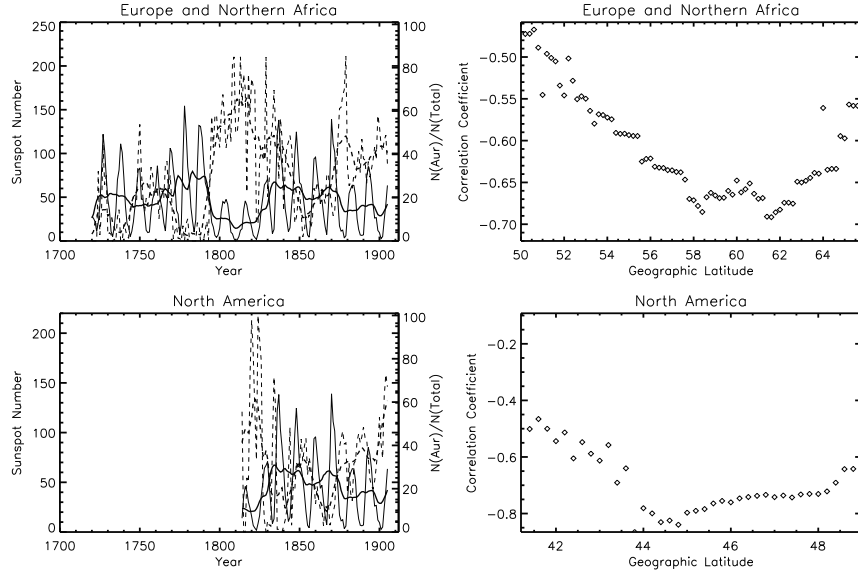 Europe and Northern Africa
250
200
150
100
50
0
Sunspot Number
100
80
60
40
20
0
N(Aur)/N(Total)
1700 1750 1800 1850 1900
Year
Europe and Northern Africa
−0.50
−0.55
−0.60
−0.65
−0.70
Correlation Coefficient
50 52 54 56 58 60 62 64
Geographic Latitude
North America
200
150
100
50
0
Sunspot Number
100
80
60
40
20
0
N(Aur)/N(Total)
1700 1750 1800 1850 1900
Year
North America
−0.2
−0.4
−0.6
−0.8
Correlation Coefficient
42 44 46 48
Geographic Latitude